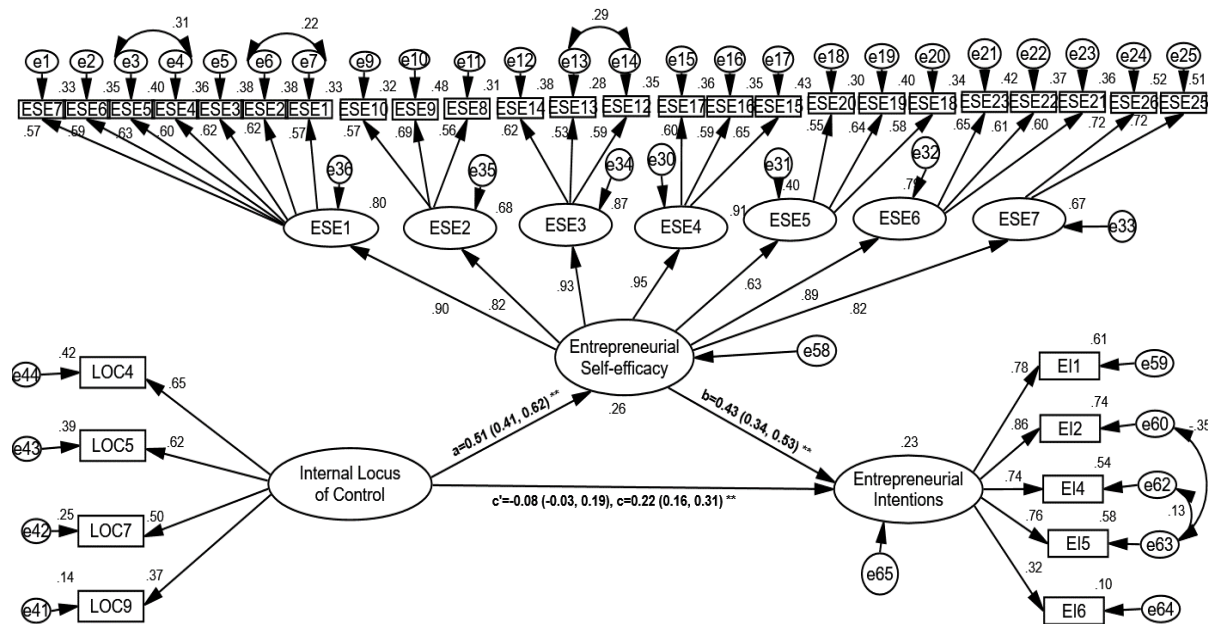 .31 .22 .29
e1 e2 e3 e4 e5 e6 e7 e9 e10 e11 e12 e13 e14 e15 e16 e17 e18 e19 e20 e21 e22 e23 e24 e25
.33 .35 .40 .36 .38 .38 .33 .32 .48 .31 .38 .28 .35 .36 .35 .43 .30 .40 .34 .42 .37 .36 .52 .51
ESE7 ESE6 ESE5 ESE4 ESE3 ESE2 ESE1 ESE10 ESE9 ESE8 ESE14 ESE13 ESE12 ESE17 ESE16 ESE15 ESE20 ESE19 ESE18 ESE23 ESE22 ESE21 ESE26 ESE25
.57 .59 .63 .60 .62 .62 .57 .57 .69 .56 .62 .53 .59 .60 .59 .65 .55 .64 .58 .65 .61 .60 .72 .72
e36 e35 e34 e30 e31 e32
.80 .68 .87 .91 .40 .79 .67
ESE1 ESE2 ESE3 ESE4 ESE5 ESE6 ESE7 e33
.90 .82 .93 .95 .63 .89 .82
Entrepreneurial
Self-efficacy
e58
.26
.42
e44 LOC4 .65
.39
e43 LOC5 .62
.25
e42 LOC7 .50
.14
e41 LOC9 .37
Internal Locus
of Control
a=0.51 (0.41, 0.62) **
b=0.43 (0.34, 0.53) **
c'=-0.08 (-0.03, 0.19), c=0.22 (0.16, 0.31) **
.23
Entrepreneurial
Intentions
e65
.61
.78 EI1 e59
.74
.86 EI2 e60 -.35
.54
.74 EI4 e62
.13
.58
.76 EI5 e63
.10
.32 EI6 e64